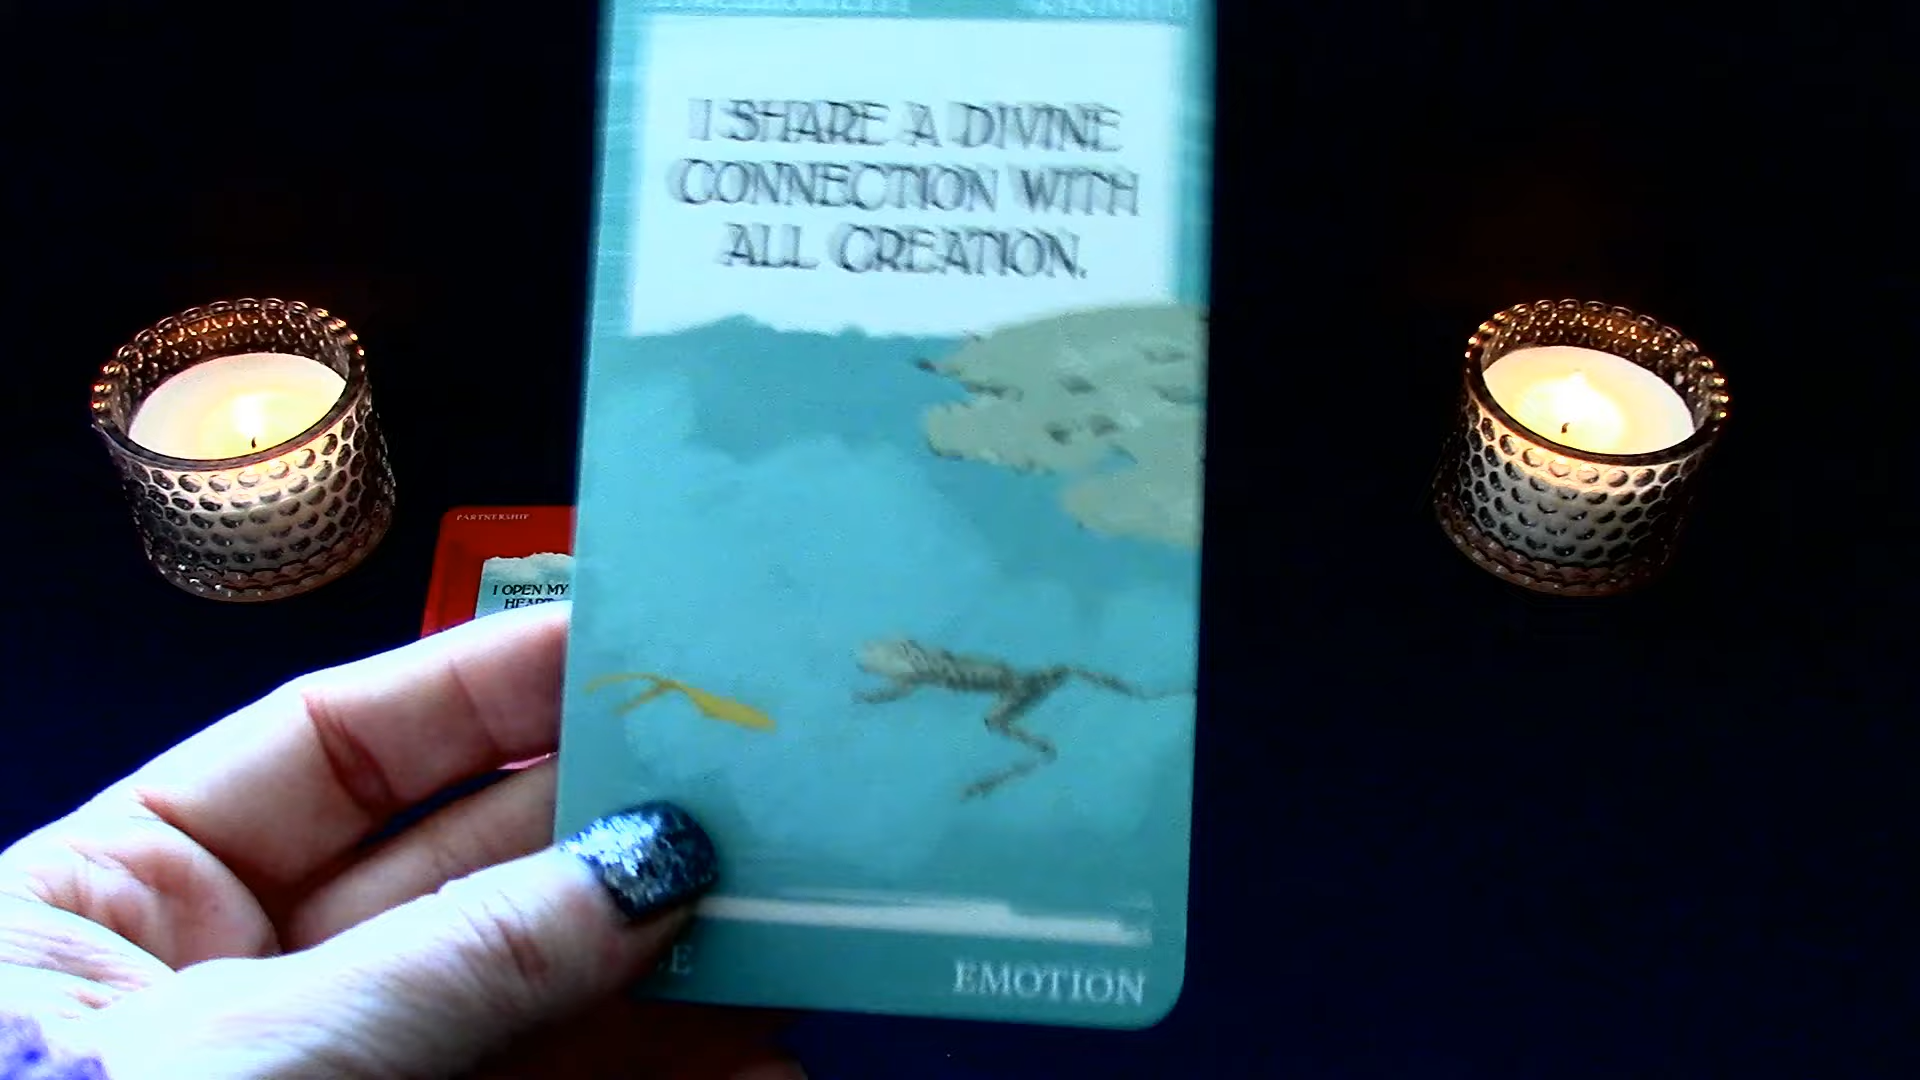 I SHARE A DIVINE
CONNECTION WITH
ALL CREATION.
PARTNERSHIP
I OPEN MY
HEART
EMOTION